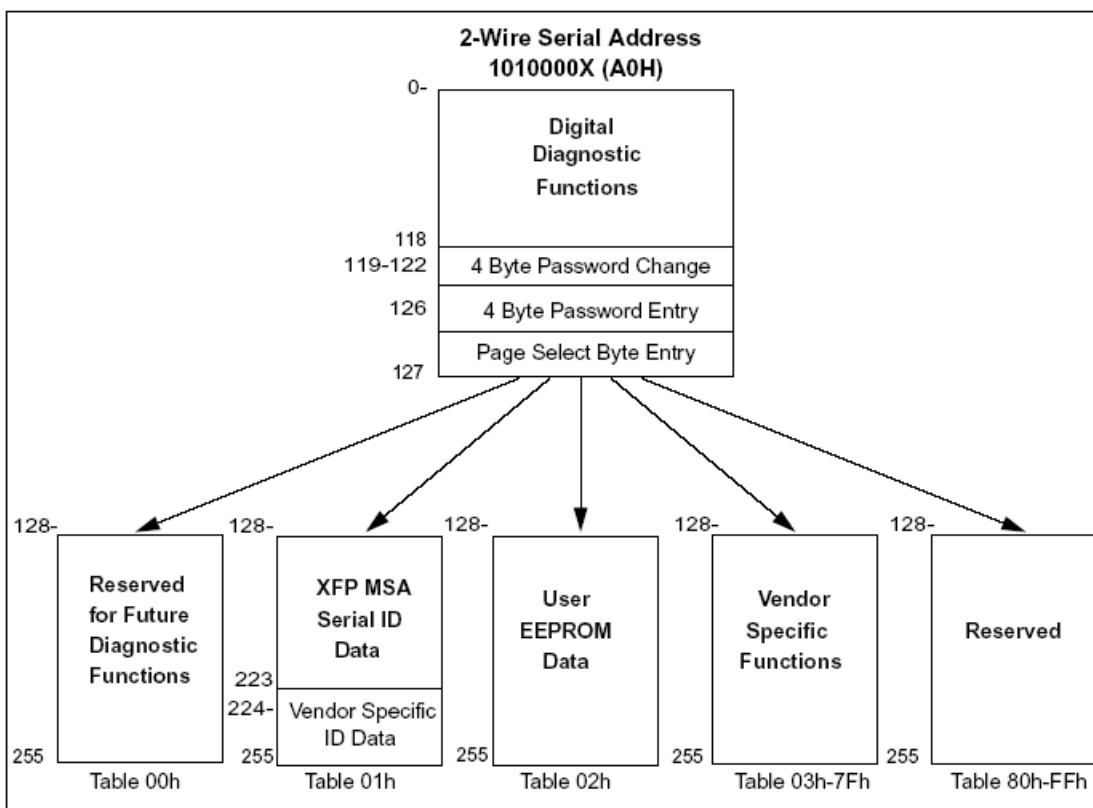 2-Wire Serial Address
1010000X (A0H)
0-
Digital
Diagnostic
Functions
118
119-122
4 Byte Password Change
126
4 Byte Password Entry
Page Select Byte Entry
127
128-
Reserved
for Future
Diagnostic
Functions
255
Table 00h
128-
XFP MSA
Serial ID
Data
223
224-
Vendor Specific
ID Data
255
Table 01h
128-
User
EEPROM
Data
255
Table 02h
128-
Vendor
Specific
Functions
255
Table 03h-7Fh
128-
Reserved
255
Table 80h-FFh